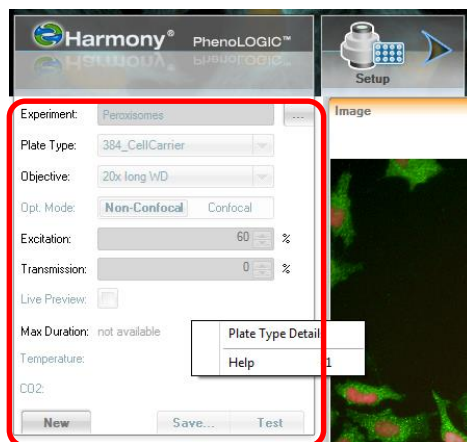 Harmony® PhenoLOGIC™
Setup
Experiment: Peroxisomes ...
Image
Plate Type: 384_CellCarrier
Objective: 20x long WD
Opt. Mode: Non-Confocal Confocal
Excitation: 60 %
Transmission: 0 %
Live Preview:
Max Duration: not available
Plate Type Detail
Temperature:
Help 1
CO2:
New Save... Test